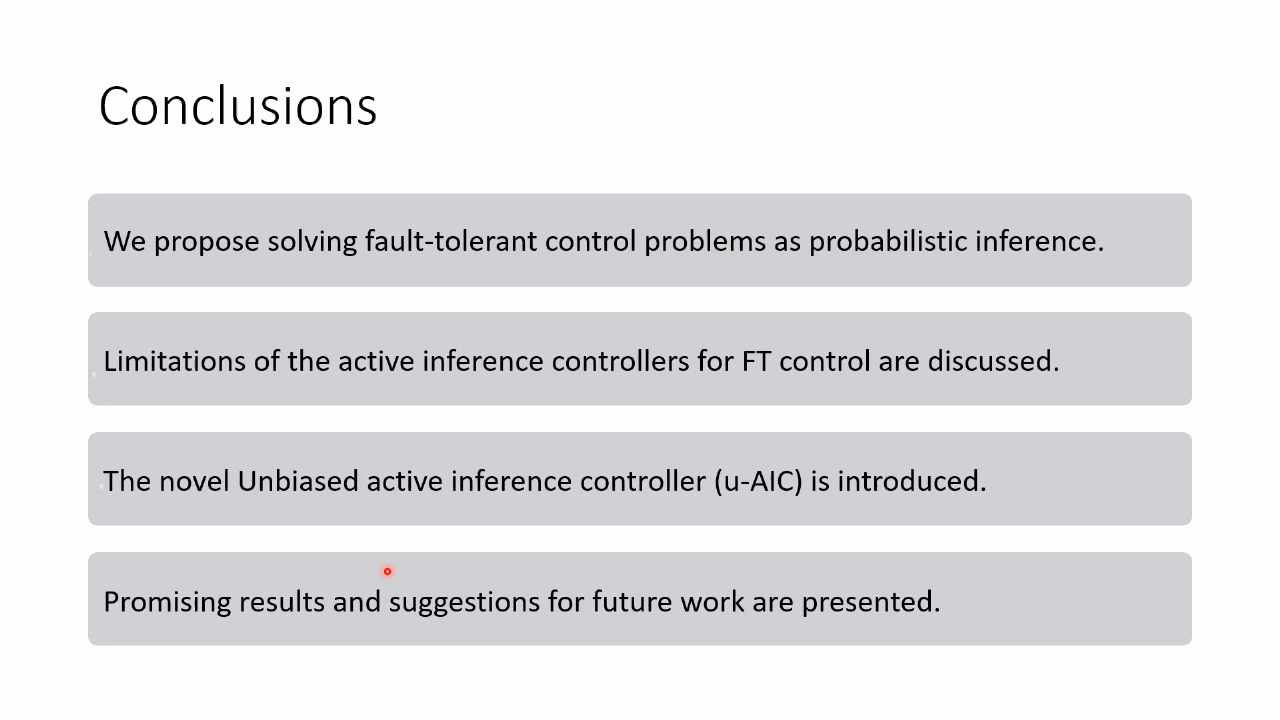 Conclusions
We propose solving fault-tolerant control problems as probabilistic inference.
Limitations of the active inference controllers for FT control are discussed.
The novel Unbiased active inference controller (u-AIC) is introduced.
Promising results and suggestions for future work are presented.